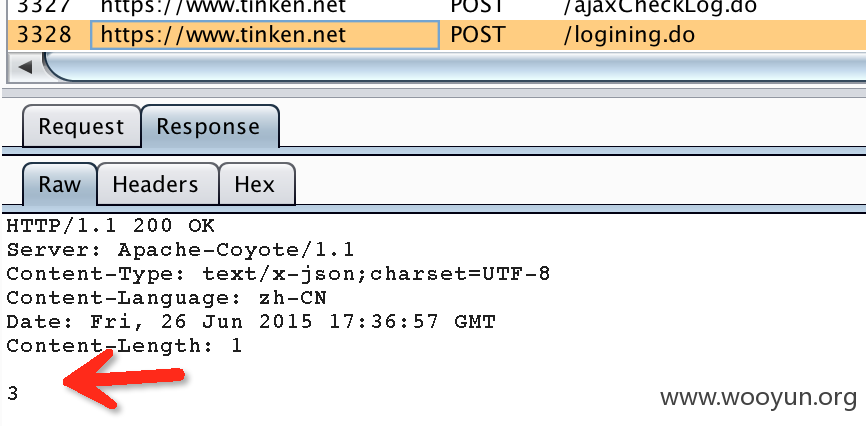 3327 https://www.tinken.net POST /ajaxCheckLog.do
3328 https://www.tinken.net POST /logining.do
Request Response
Raw Headers Hex
HTTP/1.1 200 OK
Server: Apache-Coyote/1.1
Content-Type: text/x-json;charset=UTF-8
Content-Language: zh-CN
Date: Fri, 26 Jun 2015 17:36:57 GMT
Content-Length: 1
3
www.wooyun.org